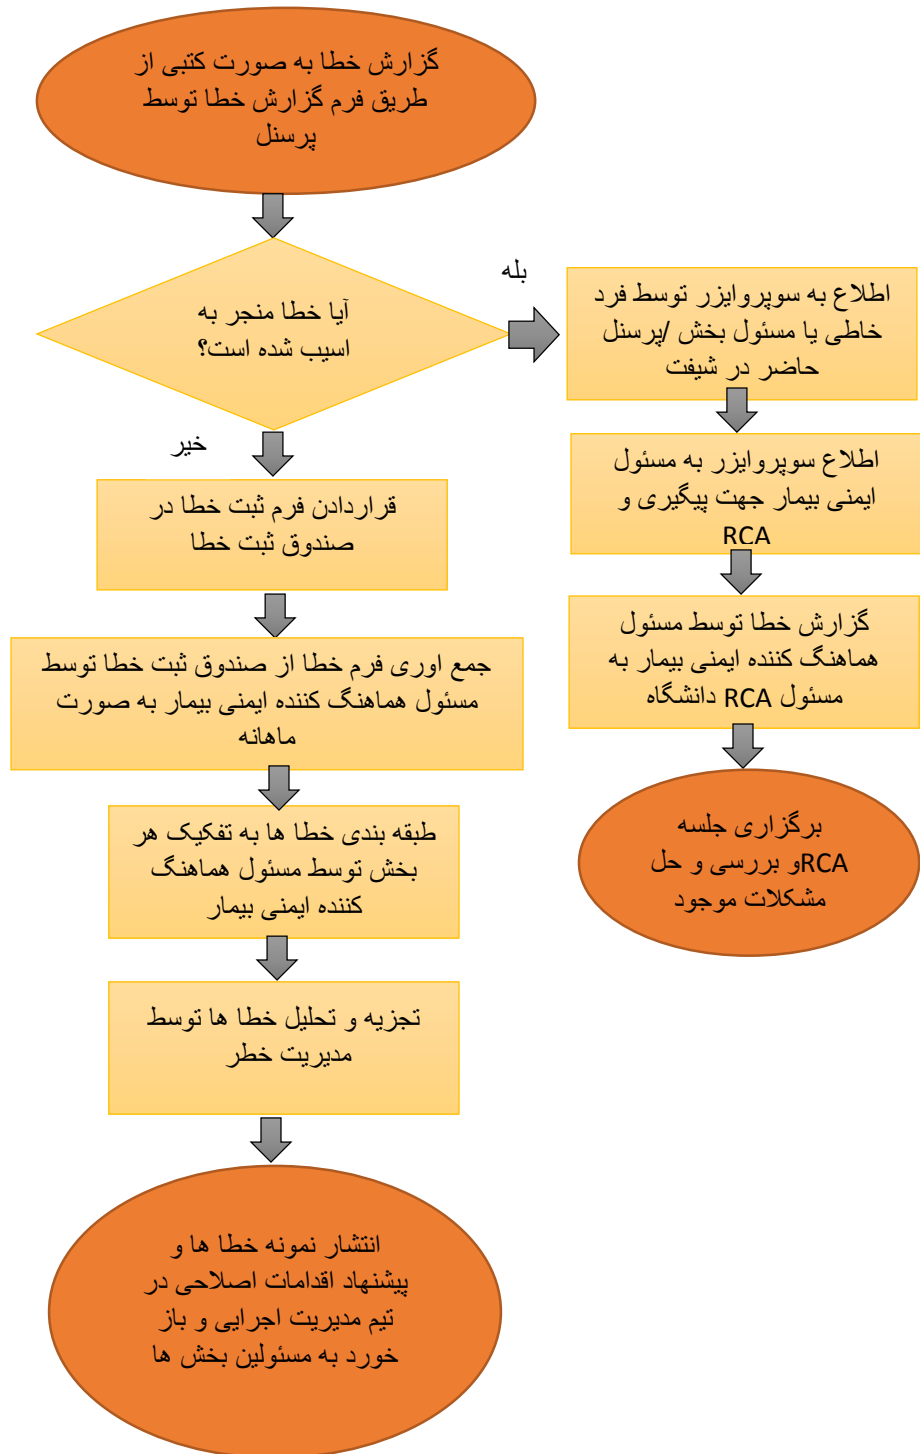 گزارش خطا به صورت کتبی از
طریق فرم گزارش خطا توسط
پرسنل
آیا خطا منجر به
اسیب شده است؟
بله
اطلاع به سوپروایزر توسط فرد
خاطی یا مسئول بخش /پرسنل
حاضر در شیفت
اطلاع سوپروایزر به مسئول
ایمنی بیمار جهت پیگیری و
RCA
گزارش خطا توسط مسئول
هماهنگ کننده ایمنی بیمار به
مسئول RCA دانشگاه
برگزاری جلسه
RCAو بررسی و حل
مشکلات موجود
خیر
قراردادن فرم ثبت خطا در
صندوق ثبت خطا
جمع اوری فرم خطا از صندوق ثبت خطا توسط
مسئول هماهنگ کننده ایمنی بیمار به صورت
ماهانه
طبقه بندی خطا ها به تفکیک هر
بخش توسط مسئول هماهنگ
کننده ایمنی بیمار
تجزیه و تحلیل خطا ها توسط
مدیریت خطر
انتشار نمونه خطا ها و
پیشنهاد اقدامات اصلاحی در
تیم مدیریت اجرایی و باز
خورد به مسئولین بخش ها